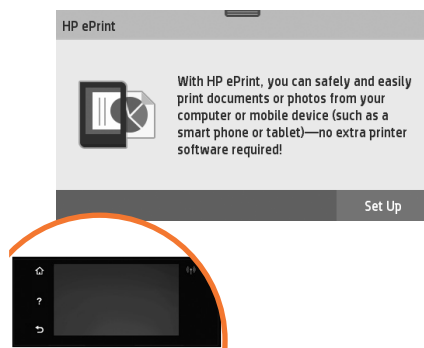 HP ePrint
With HP ePrint, you can safely and easily
print documents or photos from your
computer or mobile device (such as a
smart phone or tablet)—no extra printer
software required!
Set Up
?